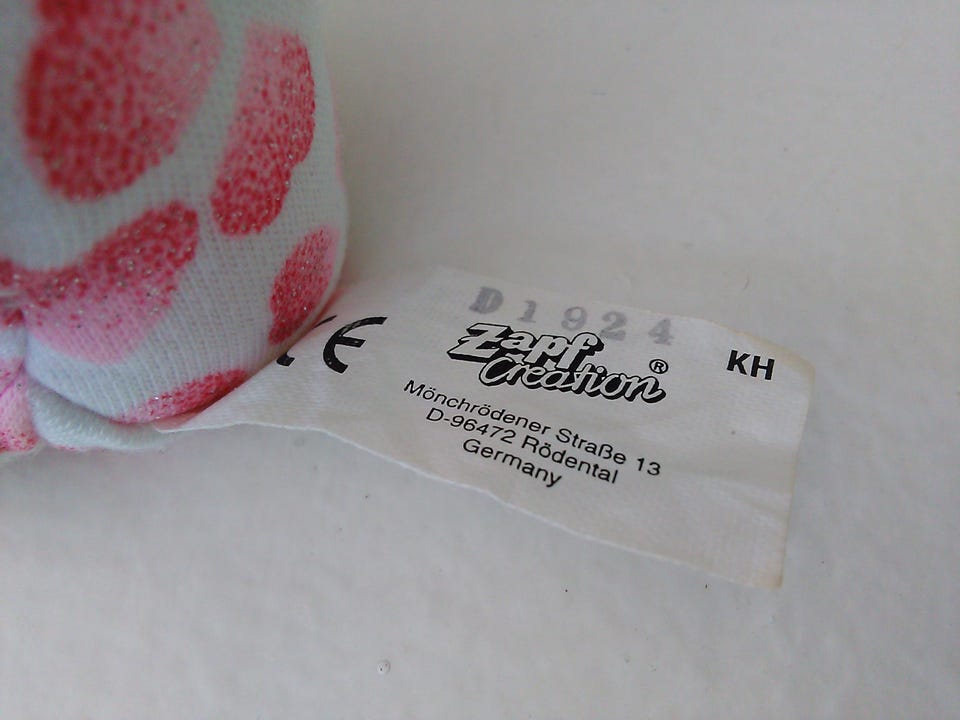 D1924
CE
Zapf
Creation®
KH
Mönchrödener Straße 13
D-96472 Rödental
Germany